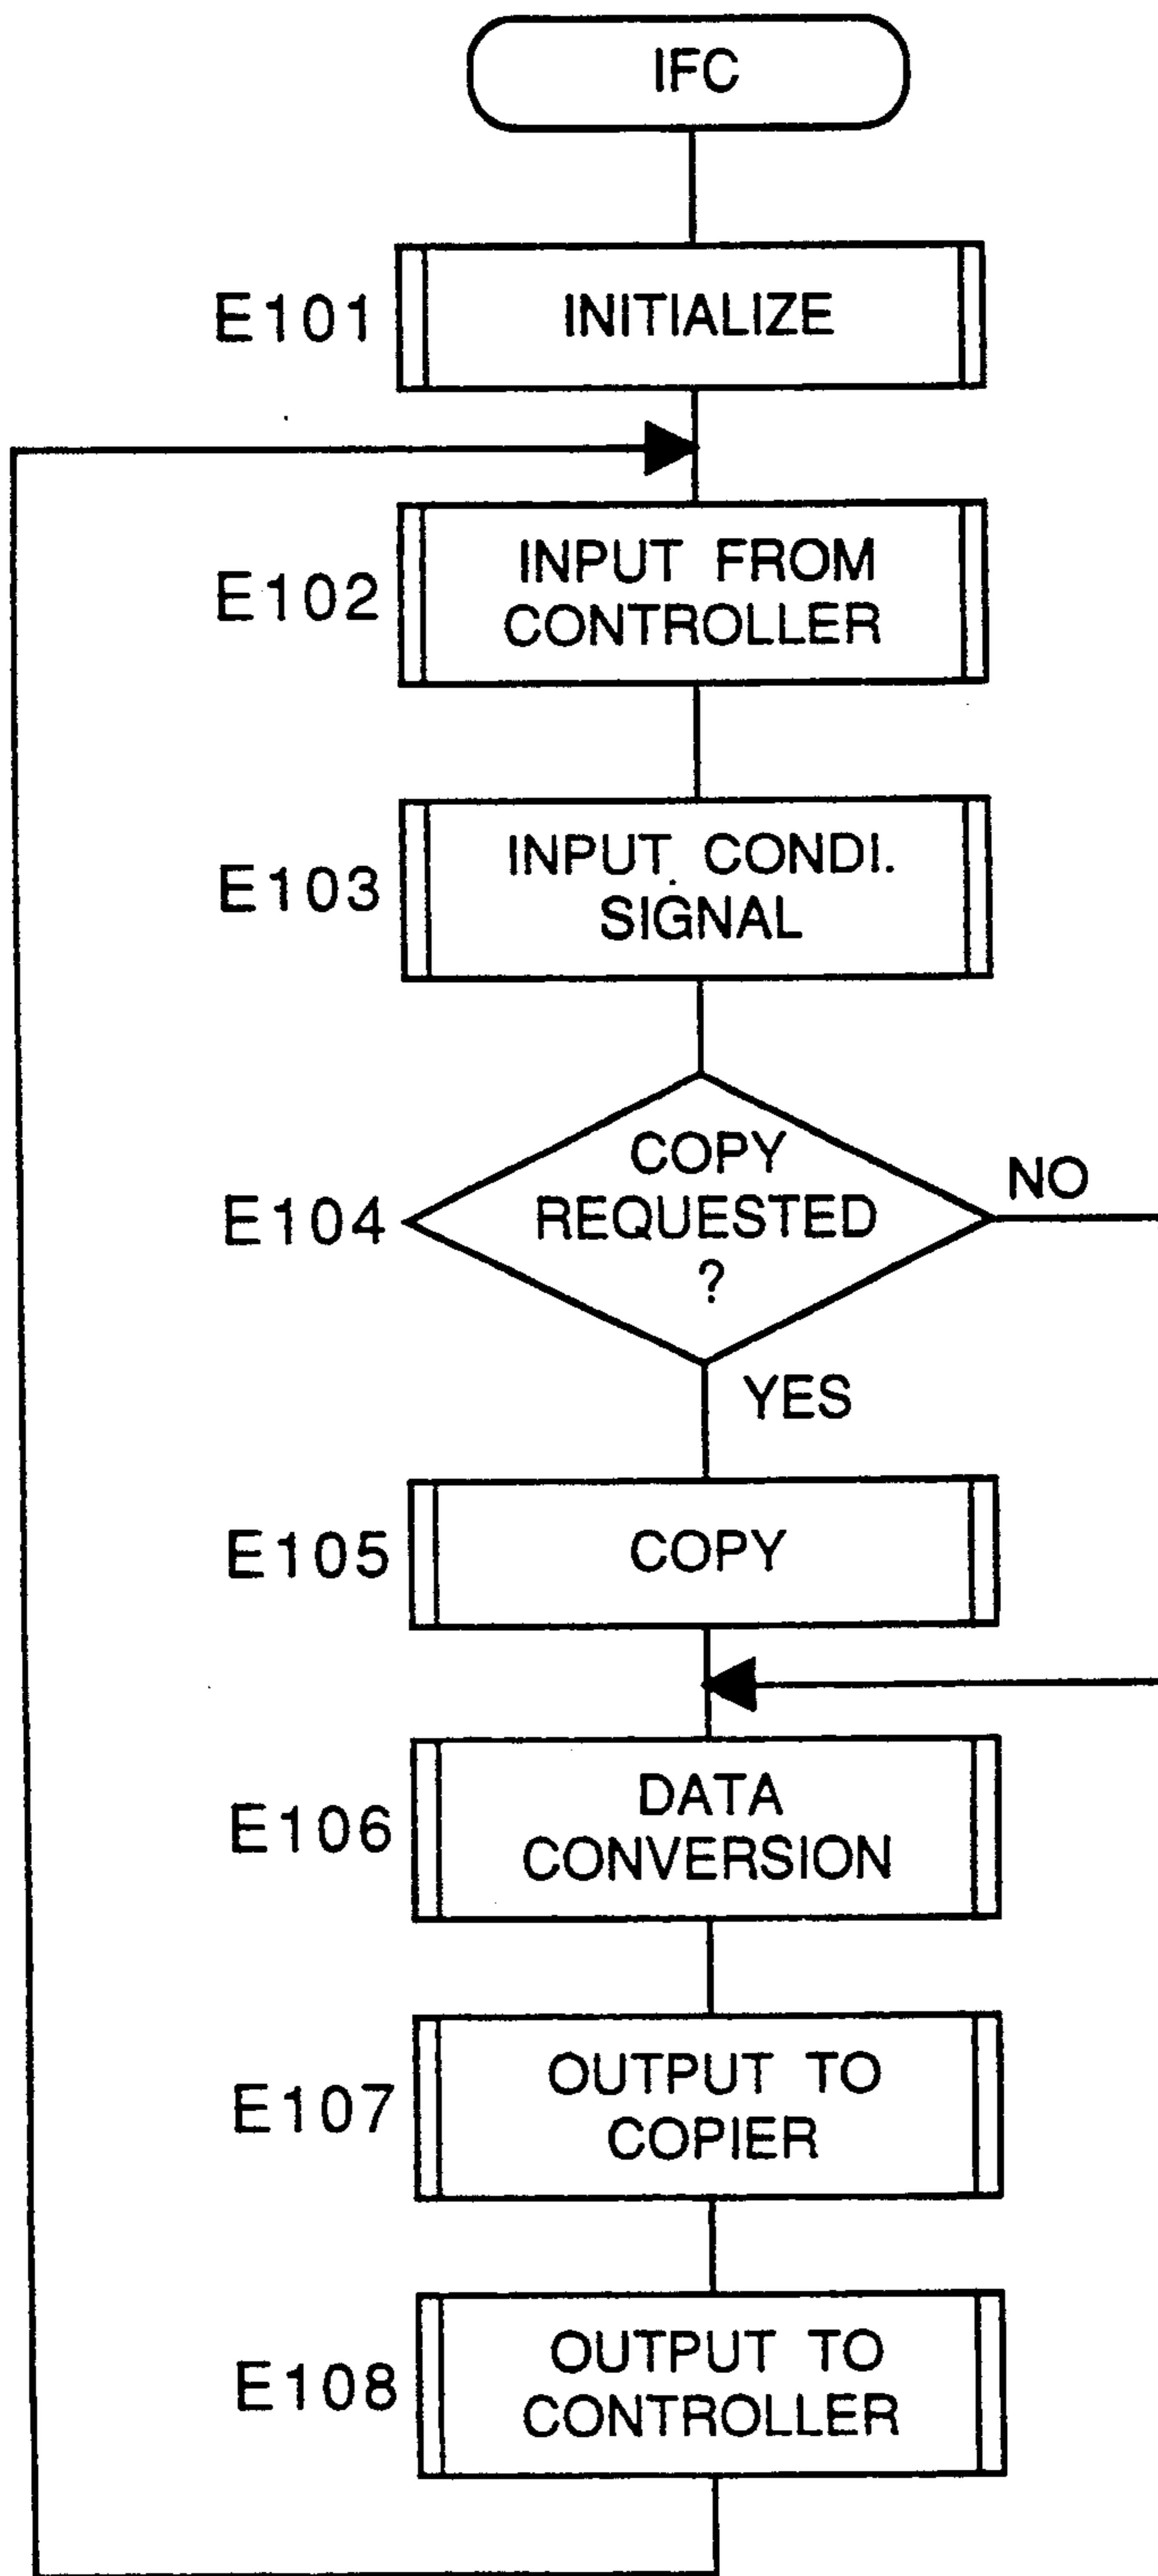 IFC
E101
INITIALIZE
E102
INPUT FROM
CONTROLLER
E103
INPUT CONDI.
SIGNAL
E104
COPY
REQUESTED
?
NO
YES
E105
COPY
E106
DATA
CONVERSION
E107
OUTPUT TO
COPIER
E108
OUTPUT TO
CONTROLLER